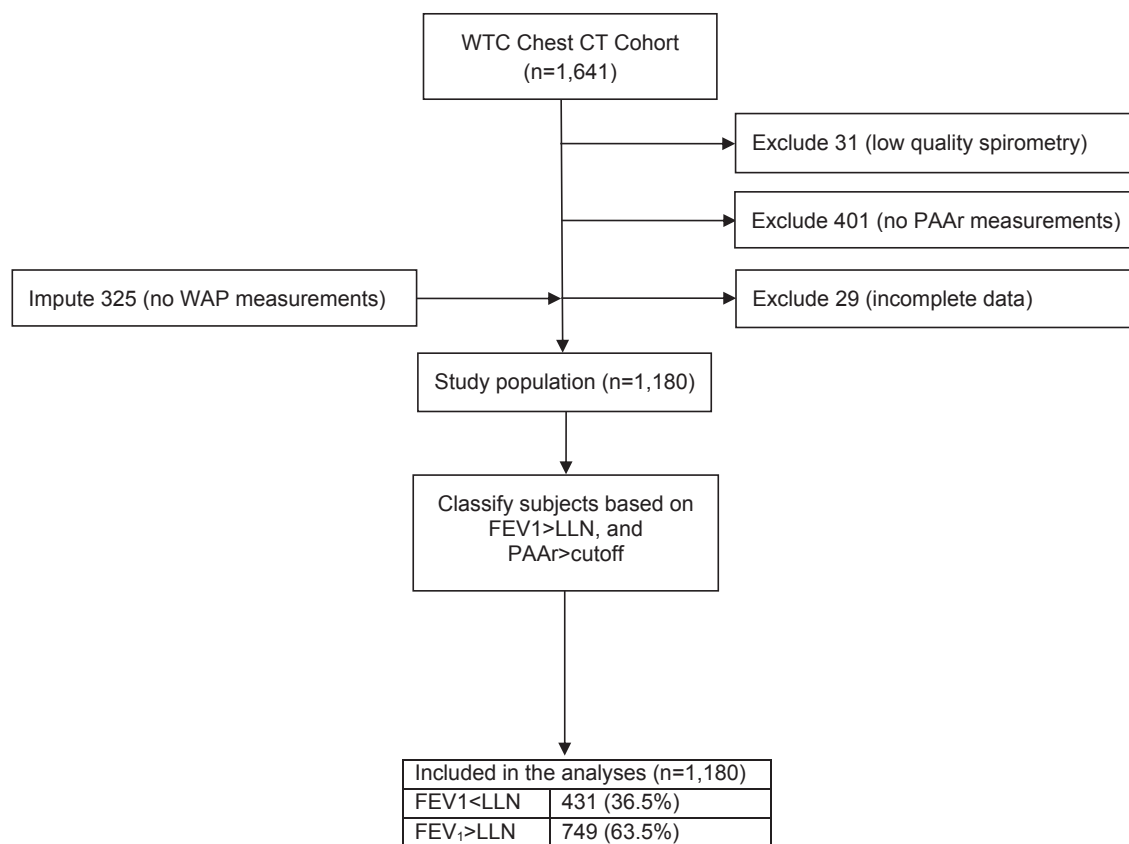 WTC Chest CT Cohort
(n=1,641)
Exclude 31 (low quality spirometry)
Exclude 401 (no PAAr measurements)
Impute 325 (no WAP measurements)
Exclude 29 (incomplete data)
Study population (n=1,180)
Classify subjects based on
FEV1>LLN, and
PAAr>cutoff
Included in the analyses (n=1,180)
FEV1<LLN 431 (36.5%)
FEV₁>LLN 749 (63.5%)